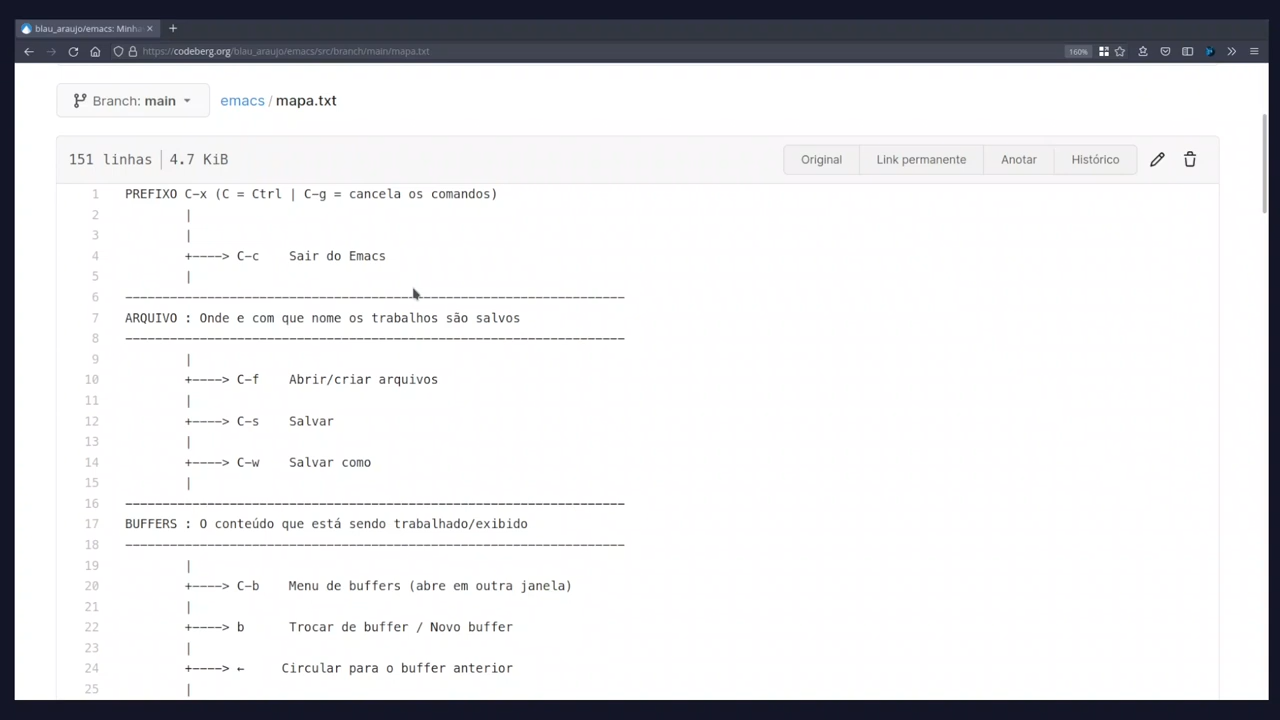 blau_araujo/emacs: Minha
https://codeberg.org/blau_araujo/emacs/src/branch/main/mapa.txt
160%
Branch: main
emacs / mapa.txt
151 linhas | 4.7 KiB
Original
Link permanente
Anotar
Histórico
1 PREFIXO C-x (C = Ctrl | C-g = cancela os comandos)
2 |
3 |
4 +----> C-c    Sair do Emacs
5 |
6 -------------------------------------------------------------------
7 ARQUIVO : Onde e com que nome os trabalhos são salvos
8 -------------------------------------------------------------------
9 |
10 +----> C-f    Abrir/criar arquivos
11 |
12 +----> C-s    Salvar
13 |
14 +----> C-w    Salvar como
15 |
16 -------------------------------------------------------------------
17 BUFFERS : O conteúdo que está sendo trabalhado/exibido
18 -------------------------------------------------------------------
19 |
20 +----> C-b    Menu de buffers (abre em outra janela)
21 |
22 +----> b      Trocar de buffer / Novo buffer
23 |
24 +----> ←     Circular para o buffer anterior
25 |